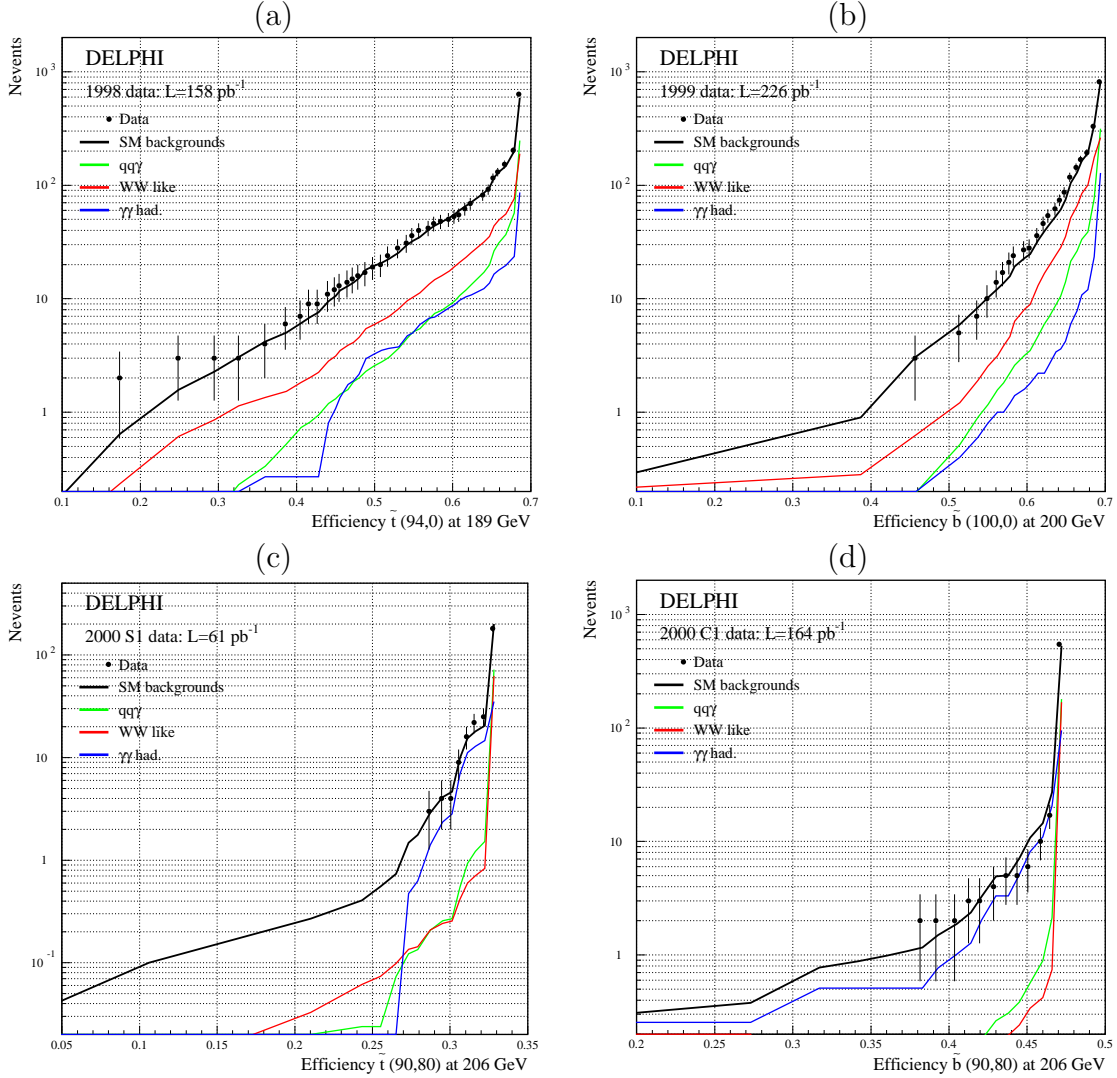 (a)
Nevents
DELPHI
1998 data: L=158 pb⁻¹
Data
SM backgrounds
qqγ
WW like
γγ had.
10³
10²
10
1
0.1 0.2 0.3 0.4 0.5 0.6 0.7
Efficiency t̃ (94,0) at 189 GeV
(b)
Nevents
DELPHI
1999 data: L=226 pb⁻¹
Data
SM backgrounds
qqγ
WW like
γγ had.
10³
10²
10
1
0.1 0.2 0.3 0.4 0.5 0.6 0.7
Efficiency b̃ (100,0) at 200 GeV
(c)
Nevents
DELPHI
2000 S1 data: L=61 pb⁻¹
Data
SM backgrounds
qqγ
WW like
γγ had.
10²
10
1
10⁻¹
0.05 0.1 0.15 0.2 0.25 0.3 0.35
Efficiency t̃ (90,80) at 206 GeV
(d)
Nevents
DELPHI
2000 C1 data: L=164 pb⁻¹
Data
SM backgrounds
qqγ
WW like
γγ had.
10³
10²
10
1
0.2 0.25 0.3 0.35 0.4 0.45 0.5
Efficiency b̃ (90,80) at 206 GeV